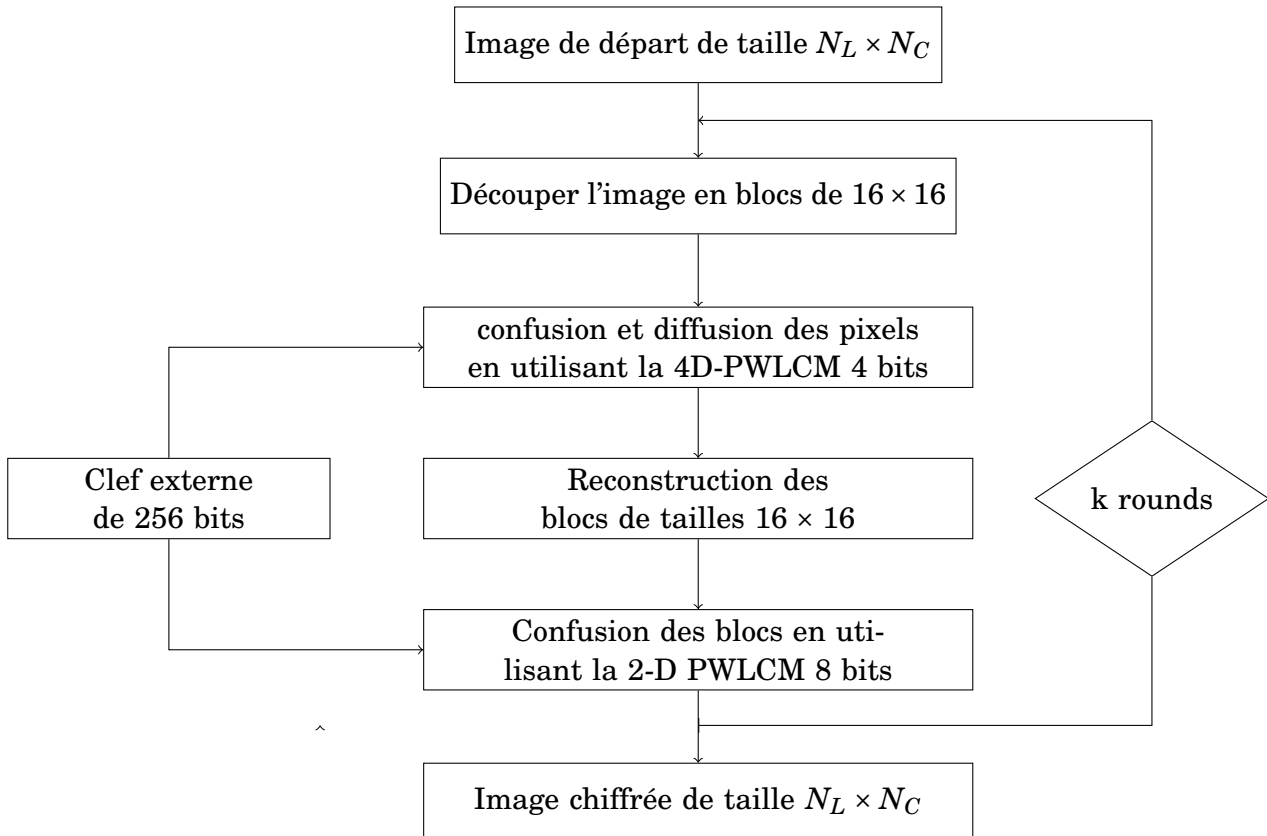 Image de départ de taille N_L × N_C
Découper l'image en blocs de 16 × 16
confusion et diffusion des pixels
en utilisant la 4D-PWLCM 4 bits
Clef externe
de 256 bits
Reconstruction des
blocs de tailles 16 × 16
k rounds
Confusion des blocs en uti-
lisant la 2-D PWLCM 8 bits
Image chiffrée de taille N_L × N_C